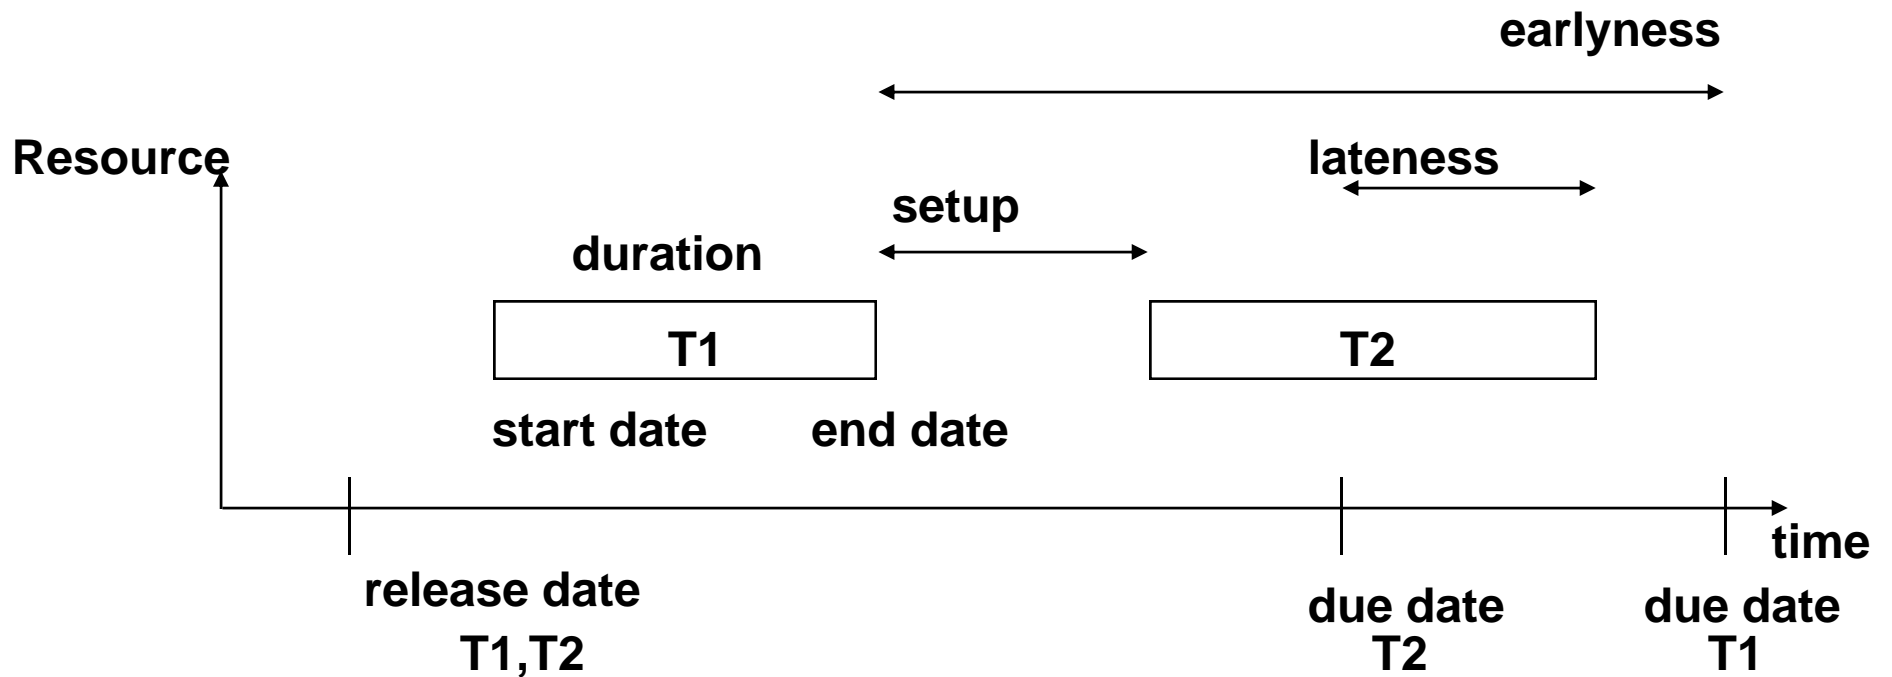 earlyness
Resource
lateness
setup
duration
T1
T2
start date
end date
time
release date
T1,T2
due date
T2
due date
T1